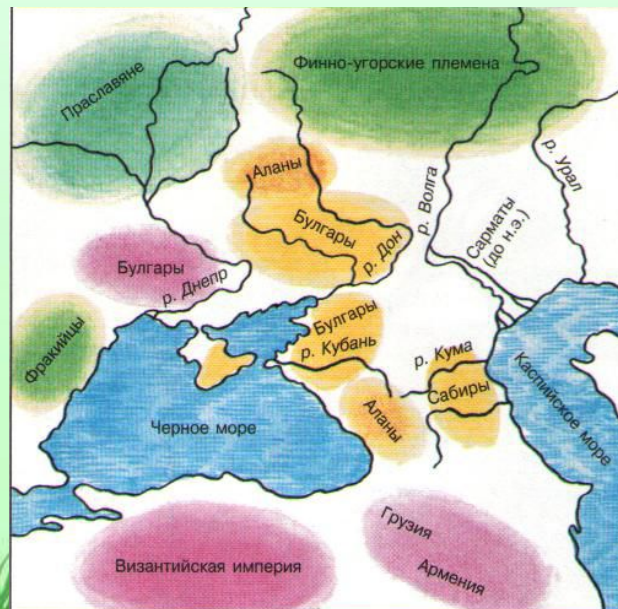 Праславяне
Финно-угорские племена
Аланы
р. Волга
р. Урал
Булгары
Сарматы
(до н.э.)
Булгары
р. Дон
р. Днепр
Булгары
Фракийцы
р. Кубань
р. Кума
Каспийское море
Сабиры
Аланы
Черное море
Грузия
Византийская империя
Армения